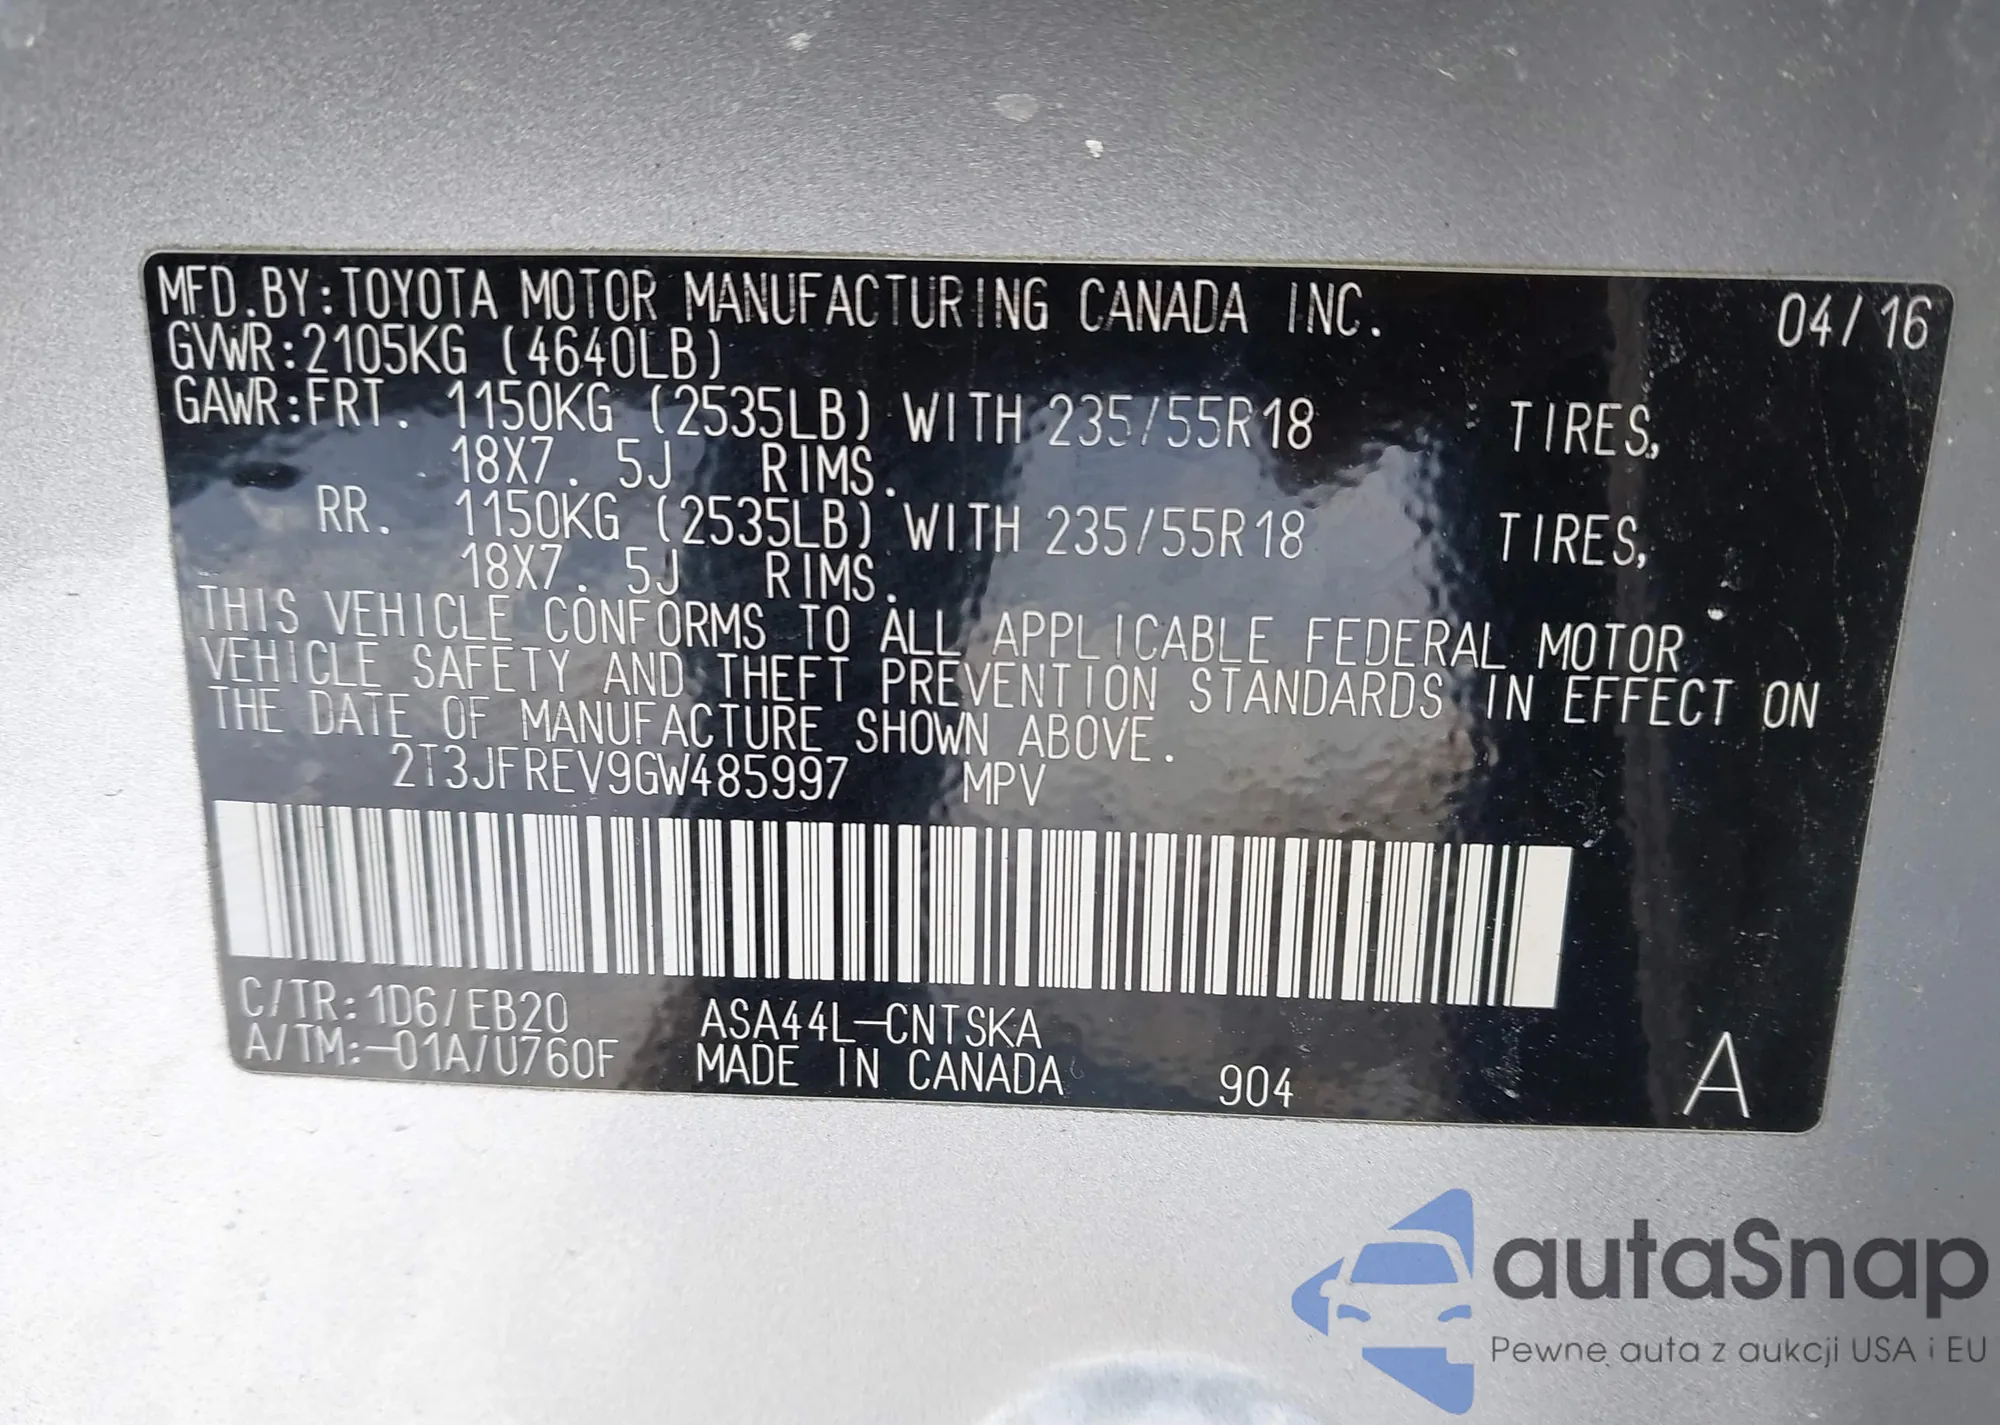 MFD.BY:TOYOTA MOTOR MANUFACTURING CANADA INC. 04/16
GVWR:2105KG (4640LB)
GAWR:FRT. 1150KG (2535LB) WITH 235/55R18 TIRES,
18X7. 5J RIMS.
RR. 1150KG (2535LB) WITH 235/55R18 TIRES,
18X7. 5J RIMS.
THIS VEHICLE CONFORMS TO ALL APPLICABLE FEDERAL MOTOR
VEHICLE SAFETY AND THEFT PREVENTION STANDARDS IN EFFECT ON
THE DATE OF MANUFACTURE SHOWN ABOVE.
2T3JFREV9GW485997 MPV
C/TR:1D6/EB20 ASA44L-CNTSKA
A/TM:-01A/U760F MADE IN CANADA 904 A
autaSnap
Pewne auta z aukcji USA i EU